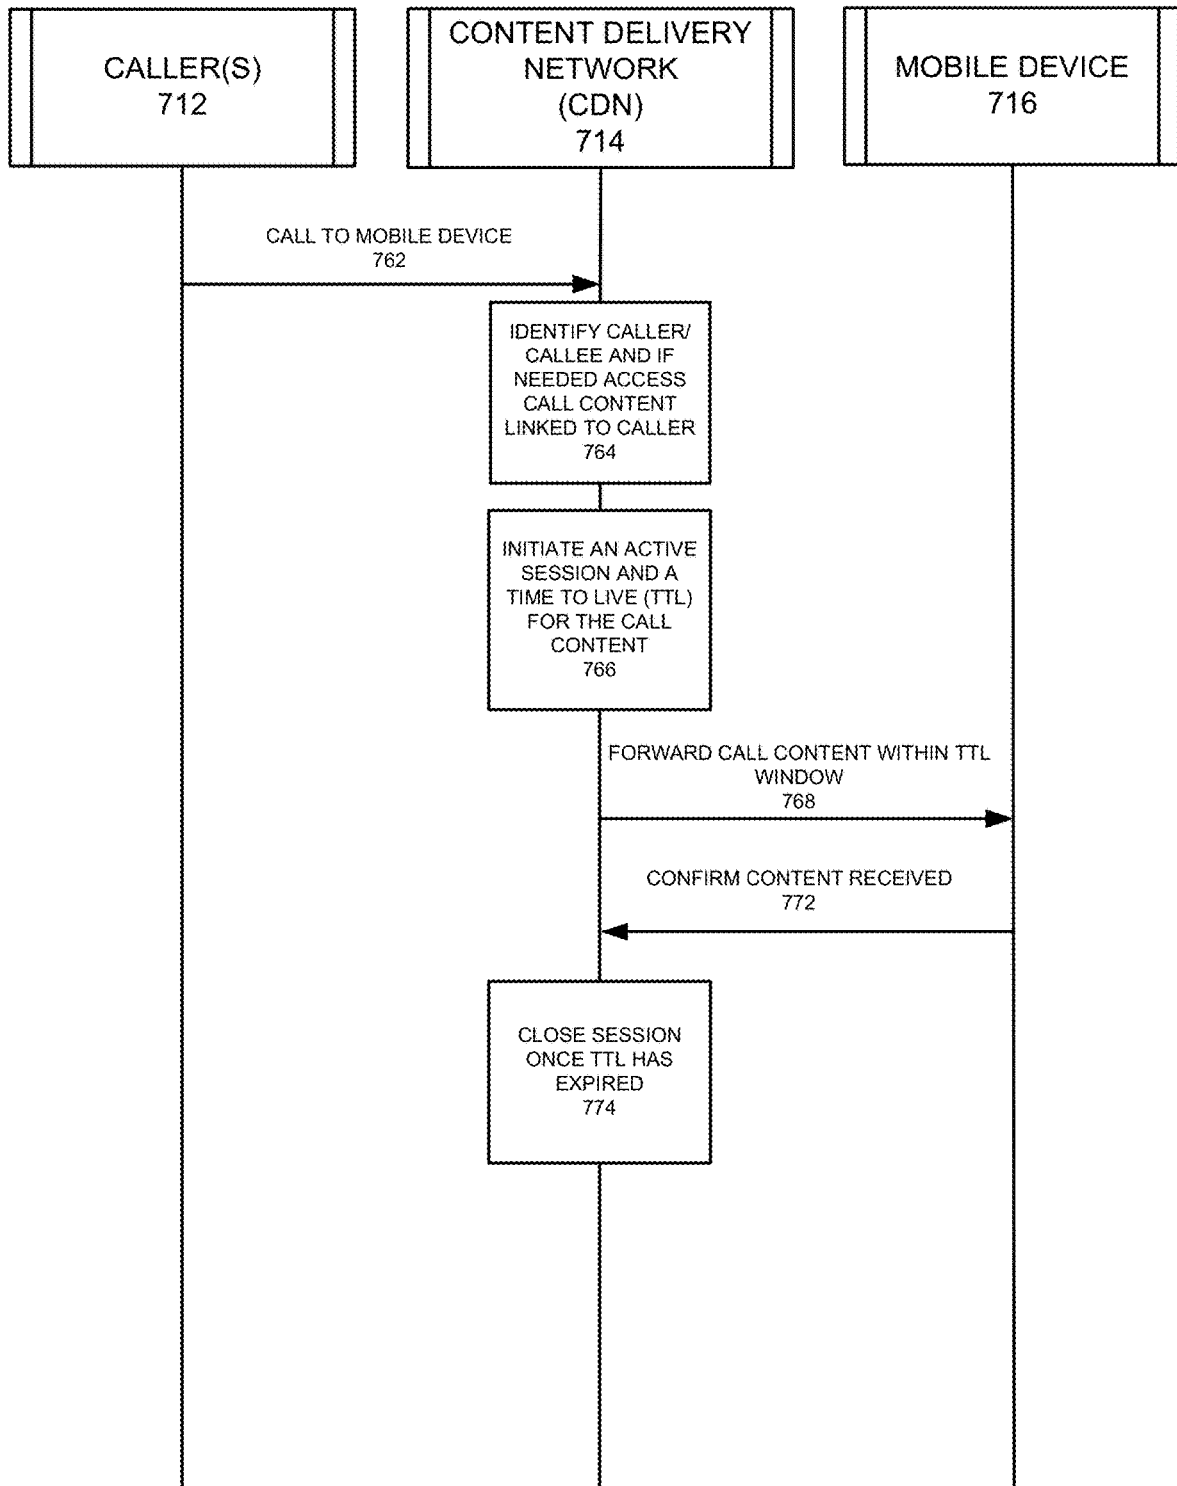 CALLER(S)
712
CONTENT DELIVERY
NETWORK
(CDN)
714
MOBILE DEVICE
716
CALL TO MOBILE DEVICE
762
IDENTIFY CALLER/
CALLEE AND IF
NEEDED ACCESS
CALL CONTENT
LINKED TO CALLER
764
INITIATE AN ACTIVE
SESSION AND A
TIME TO LIVE (TTL)
FOR THE CALL
CONTENT
766
FORWARD CALL CONTENT WITHIN TTL
WINDOW
768
CONFIRM CONTENT RECEIVED
772
CLOSE SESSION
ONCE TTL HAS
EXPIRED
774